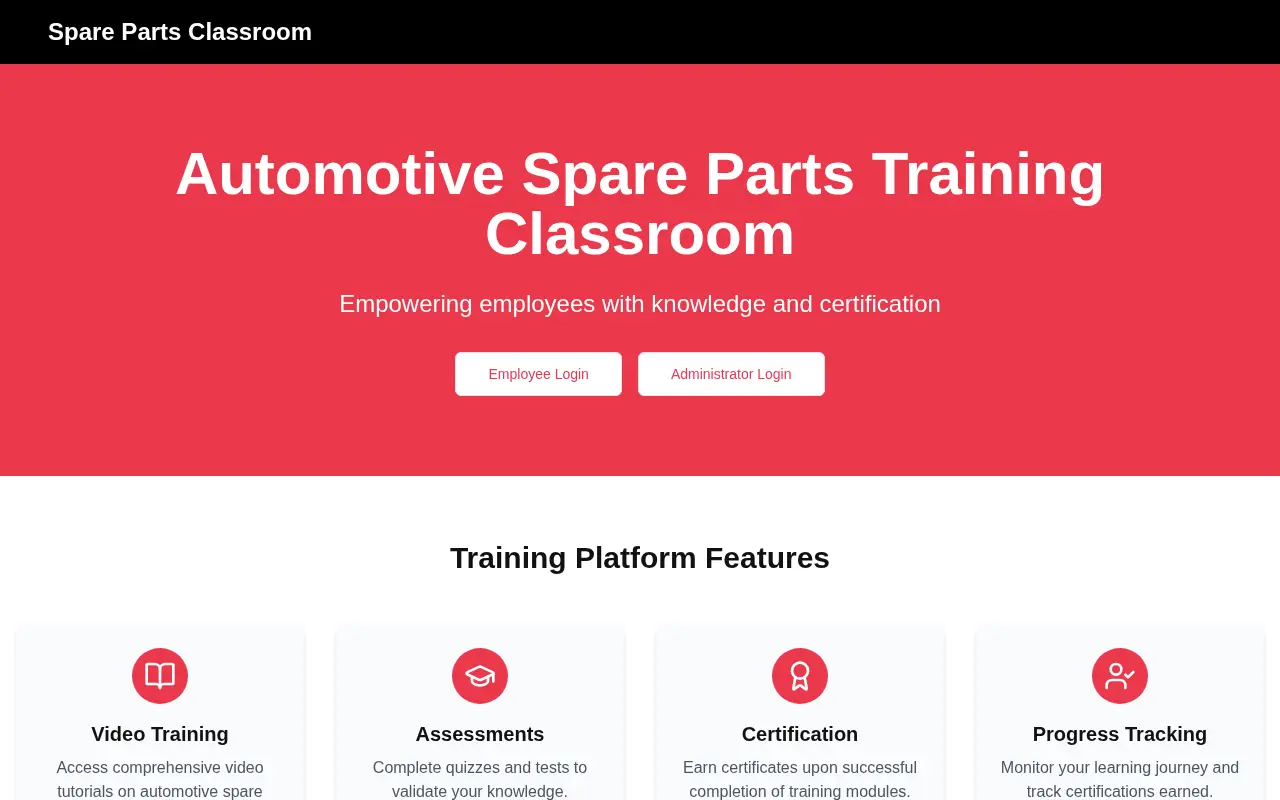 Spare Parts Classroom
Automotive Spare Parts Training
Classroom
Empowering employees with knowledge and certification
Employee Login
Administrator Login
Training Platform Features
Video Training
Access comprehensive video
tutorials on automotive spare
Assessments
Complete quizzes and tests to
validate your knowledge.
Certification
Earn certificates upon successful
completion of training modules.
Progress Tracking
Monitor your learning journey and
track certifications earned.